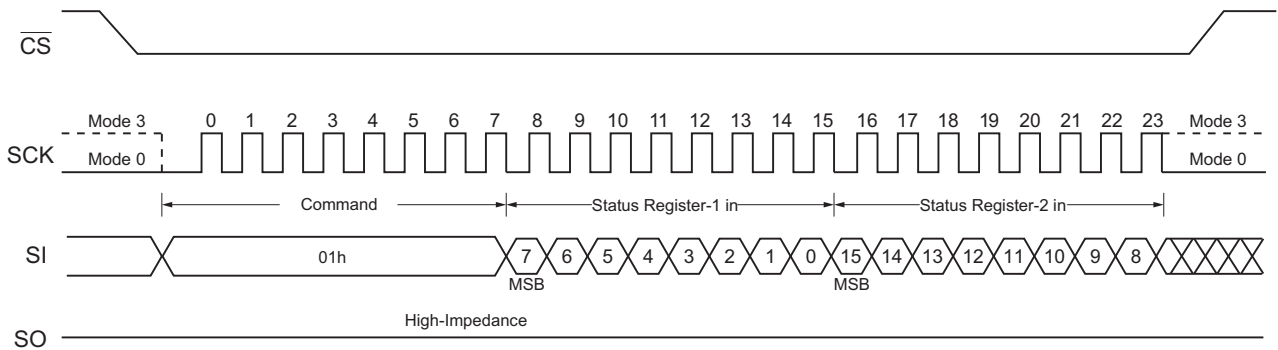 CS
Mode 3 0 1 2 3 4 5 6 7 8 9 10 11 12 13 14 15 16 17 18 19 20 21 22 23 Mode 3
SCK Mode 0 Mode 0
Command Status Register-1 in Status Register-2 in
SI 01h 7 6 5 4 3 2 1 0 15 14 13 12 11 10 9 8
MSB MSB
High-Impedance
SO